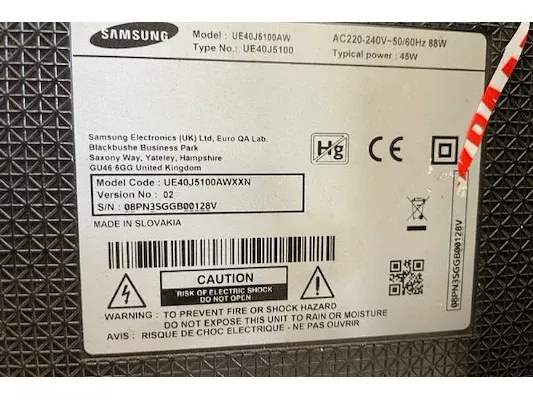 SAMSUNG
Model : UE40J5100AW
Type No.: UE40J5100
AC220-240V~50/60Hz 88W
Typical power : 45W
Samsung Electronics (UK) Ltd, Euro QA Lab.
Blackbushe Business Park
Saxony Way, Yateley, Hampshire
GU46 6GG United Kingdom
Hg
CE
Model Code : UE40J5100AWXXN
Version No : 02
S/N : 08PN3SGGB00128V
MADE IN SLOVAKIA
08PN3SGGB00128V
CAUTION
RISK OF ELECTRIC SHOCK
DO NOT OPEN
WARNING : TO PREVENT FIRE OR SHOCK HAZARD
DO NOT EXPOSE THIS UNIT TO RAIN OR MOISTURE
AVIS : RISQUE DE CHOC ELECTRIQUE - NE PAS OUVRIR